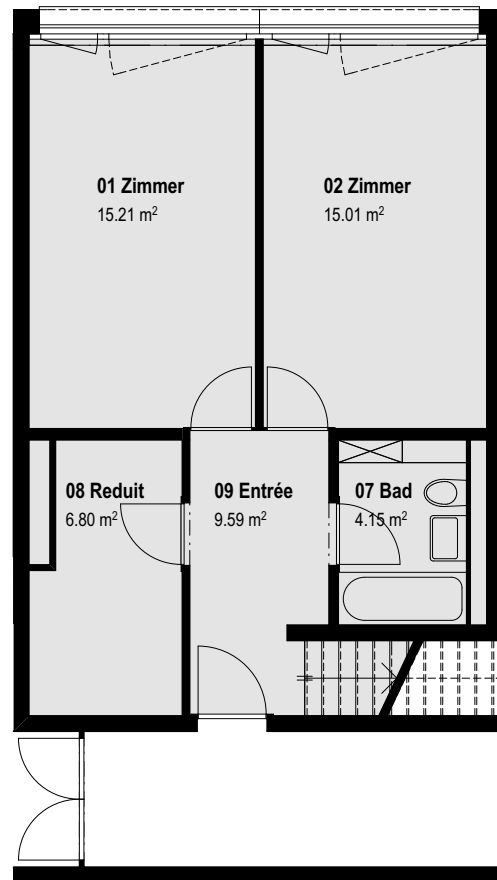 01 Zimmer
15.21 m²
02 Zimmer
15.01 m²
08 Reduit
6.80 m²
09 Entrée
9.59 m²
07 Bad
4.15 m²